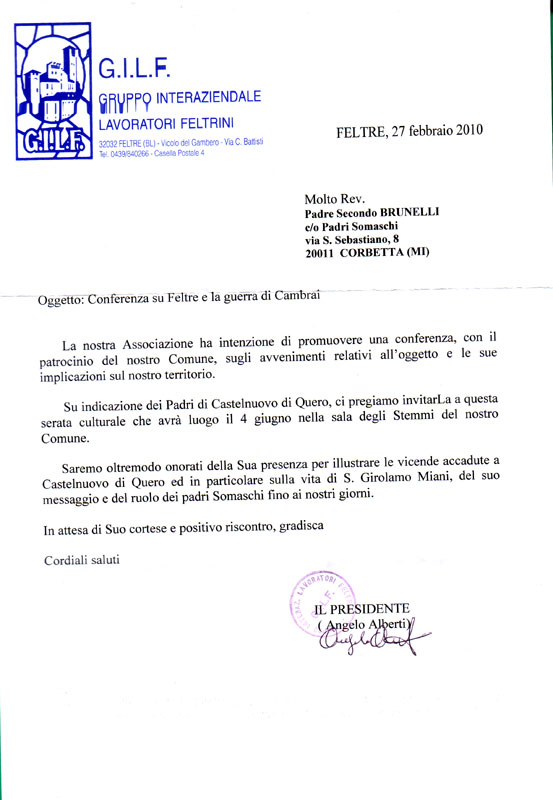 G.I.L.F.
G.I.L.F.
GRUPPO INTERAZIENDALE
LAVORATORI FELTRINI
32032 FELTRE (BL) - Vicolo del Gambero - Via C. Battisti
Tel. 0439/840266 - Casella Postale 4
FELTRE, 27 febbraio 2010
Molto Rev.
Padre Secondo BRUNELLI
c/o Padri Somaschi
via S. Sebastiano, 8
20011 CORBETTA (MI)
Oggetto: Conferenza su Feltre e la guerra di Cambrai
La nostra Associazione ha intenzione di promuovere una conferenza, con il
patrocinio del nostro Comune, sugli avvenimenti relativi all'oggetto e le sue
implicazioni sul nostro territorio.
Su indicazione dei Padri di Castelnuovo di Quero, ci pregiamo invitarLa a questa
serata culturale che avrà luogo il 4 giugno nella sala degli Stemmi del nostro
Comune.
Saremo oltremodo onorati della Sua presenza per illustrare le vicende accadute a
Castelnuovo di Quero ed in particolare sulla vita di S. Girolamo Miani, del suo
messaggio e del ruolo dei padri Somaschi fino ai nostri giorni.
In attesa di Suo cortese e positivo riscontro, gradisca
Cordiali saluti
LAVORATORI
G.I.L.F.
IL PRESIDENTE
( Angelo Alberti)